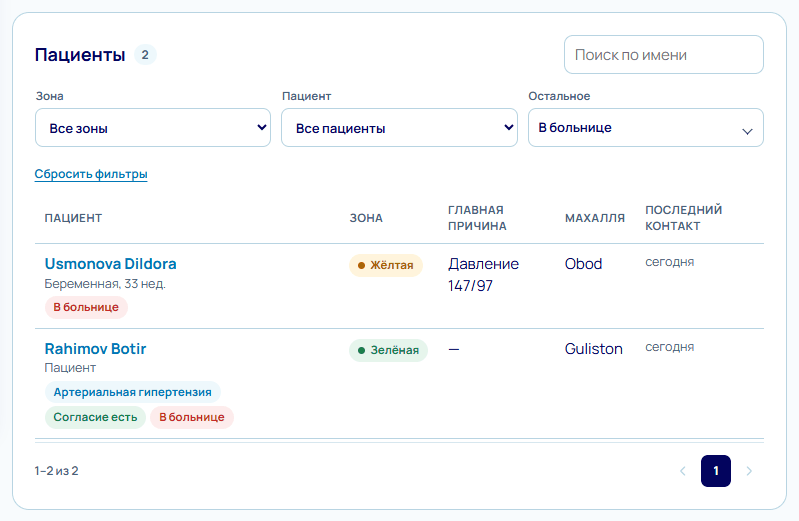 Пациенты 2
Поиск по имени
Зона
Пациент
Остальное
Все зоны
Все пациенты
В больнице
Сбросить фильтры
ПАЦИЕНТ
ЗОНА
ГЛАВНАЯ
ПРИЧИНА
МАХАЛЛЯ
ПОСЛЕДНИЙ
КОНТАКТ
Usmonova Dildora
Беременная, 33 нед.
В больнице
Жёлтая
Давление
147/97
Obod
сегодня
Rahimov Botir
Пациент
Артериальная гипертензия
Согласие есть
В больнице
Зелёная
—
Guliston
сегодня
1–2 из 2
1